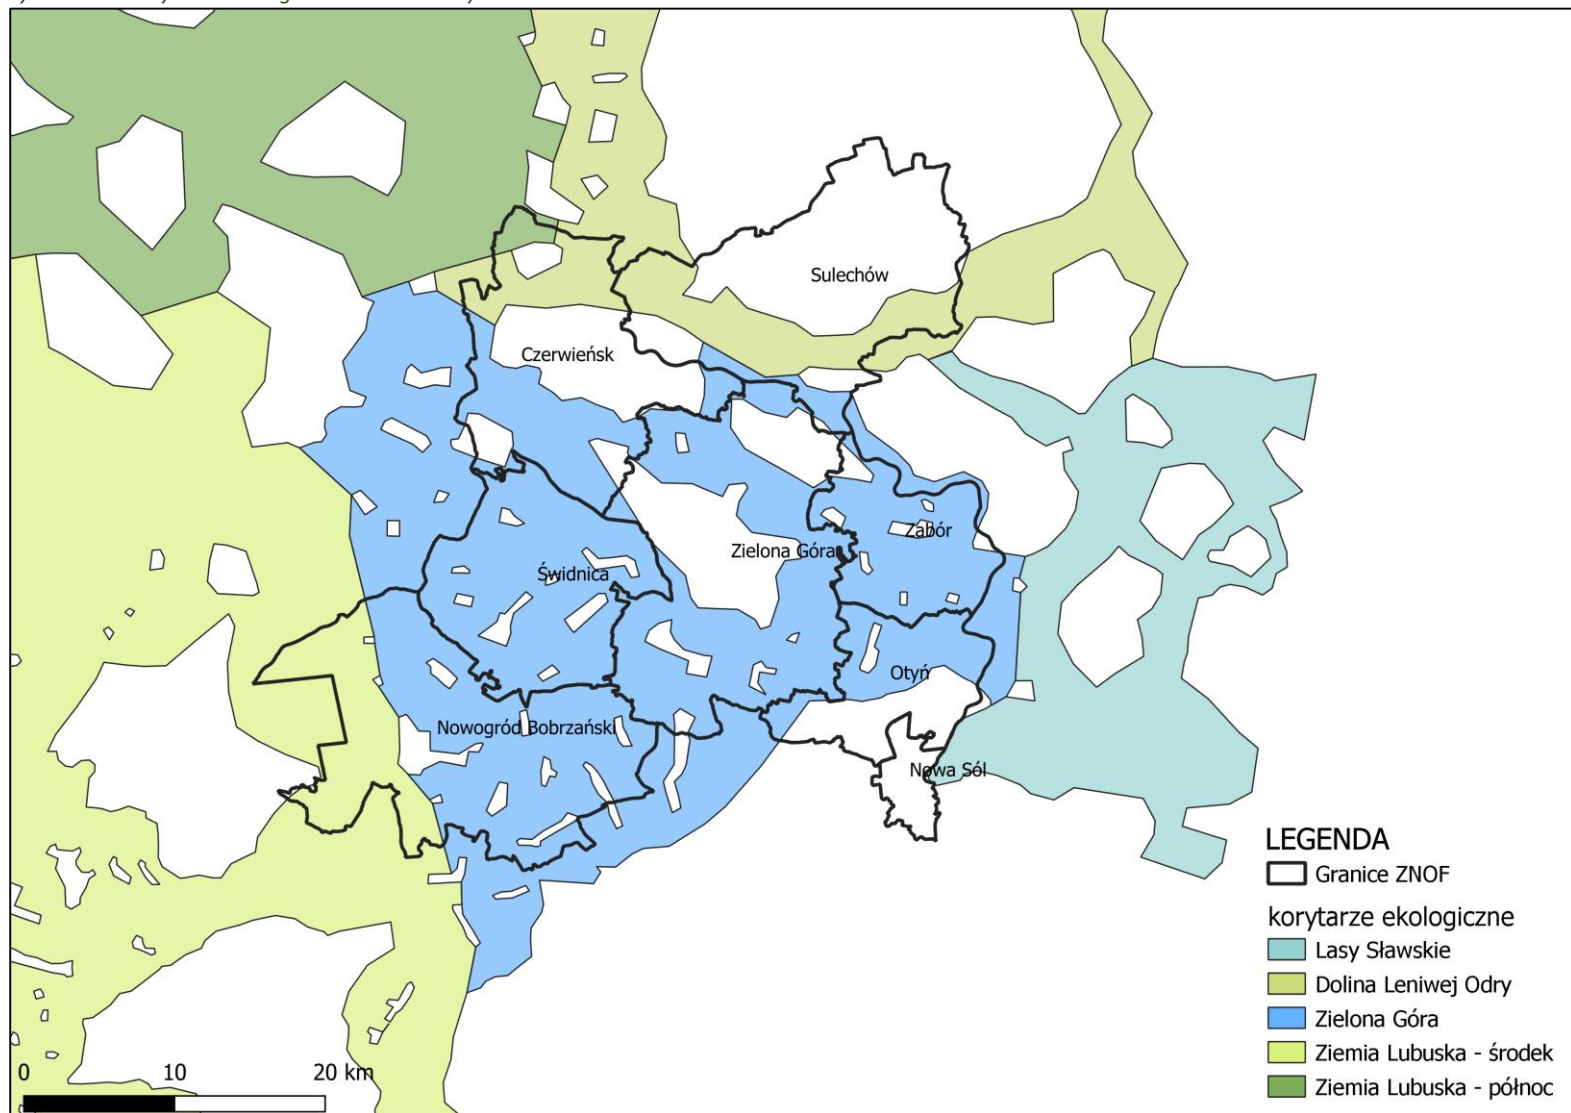 Sulechów
Czerwieńsk
Zabór
Zielona Góra
Świdnica
Otyń
Nowogród Bobrzański
Nowa Sól
LEGENDA
Granice ZNOF
korytarze ekologiczne
Lasy Sławskie
Dolina Leniwej Odry
Zielona Góra
Ziemia Lubuska - środek
Ziemia Lubuska - północ
0 10 20 km